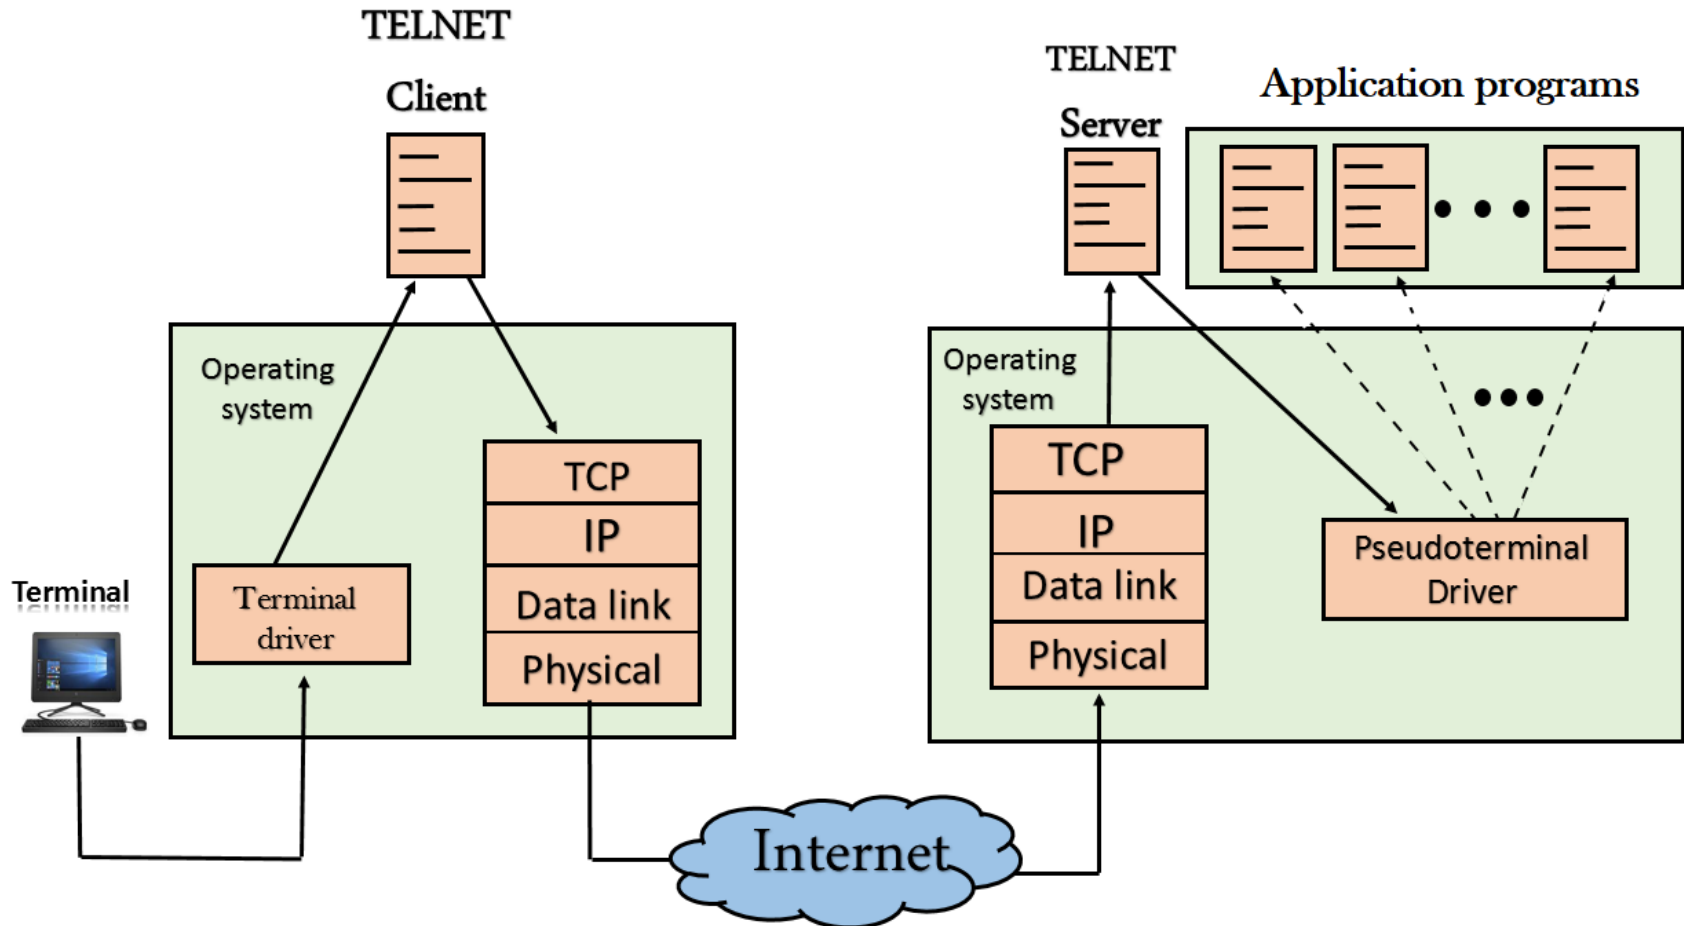 TELNET
Client
TELNET
Server
Application programs
Operating
system
TCP
IP
Data link
Physical
Terminal
driver
Terminal
Operating
system
TCP
IP
Data link
Physical
Pseudoterminal
Driver
Internet